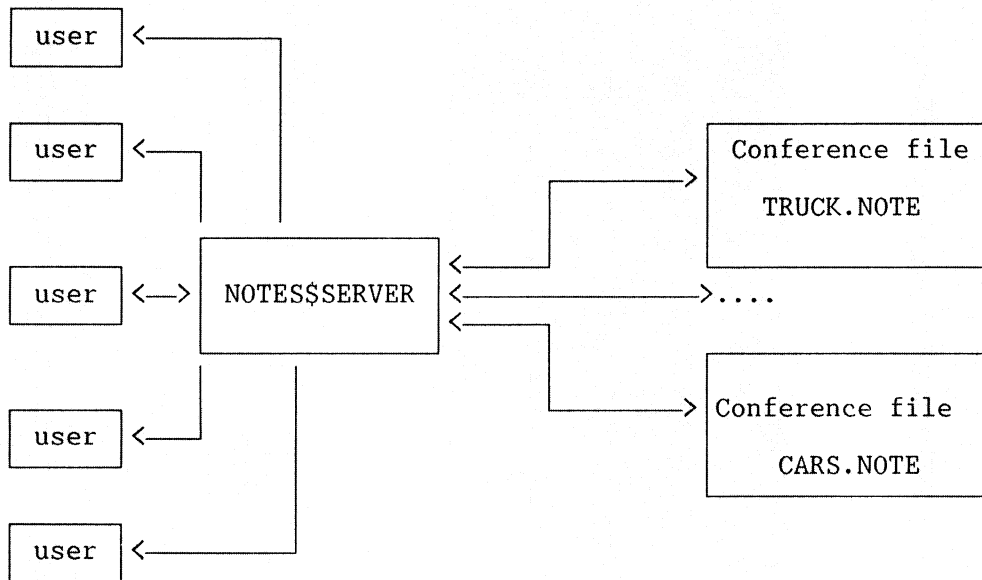 user
user
user
user
user
NOTES$SERVER
Conference file
TRUCK.NOTE
....
Conference file
CARS.NOTE